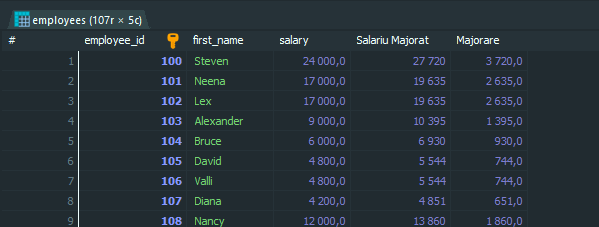 employees (107r × 5c)
# employee_id first_name salary Salariu Majorat Majorare
1 100 Steven 24 000,0 27 720 3 720,0
2 101 Neena 17 000,0 19 635 2 635,0
3 102 Lex 17 000,0 19 635 2 635,0
4 103 Alexander 9 000,0 10 395 1 395,0
5 104 Bruce 6 000,0 6 930 930,0
6 105 David 4 800,0 5 544 744,0
7 106 Valli 4 800,0 5 544 744,0
8 107 Diana 4 200,0 4 851 651,0
9 108 Nancy 12 000,0 13 860 1 860,0